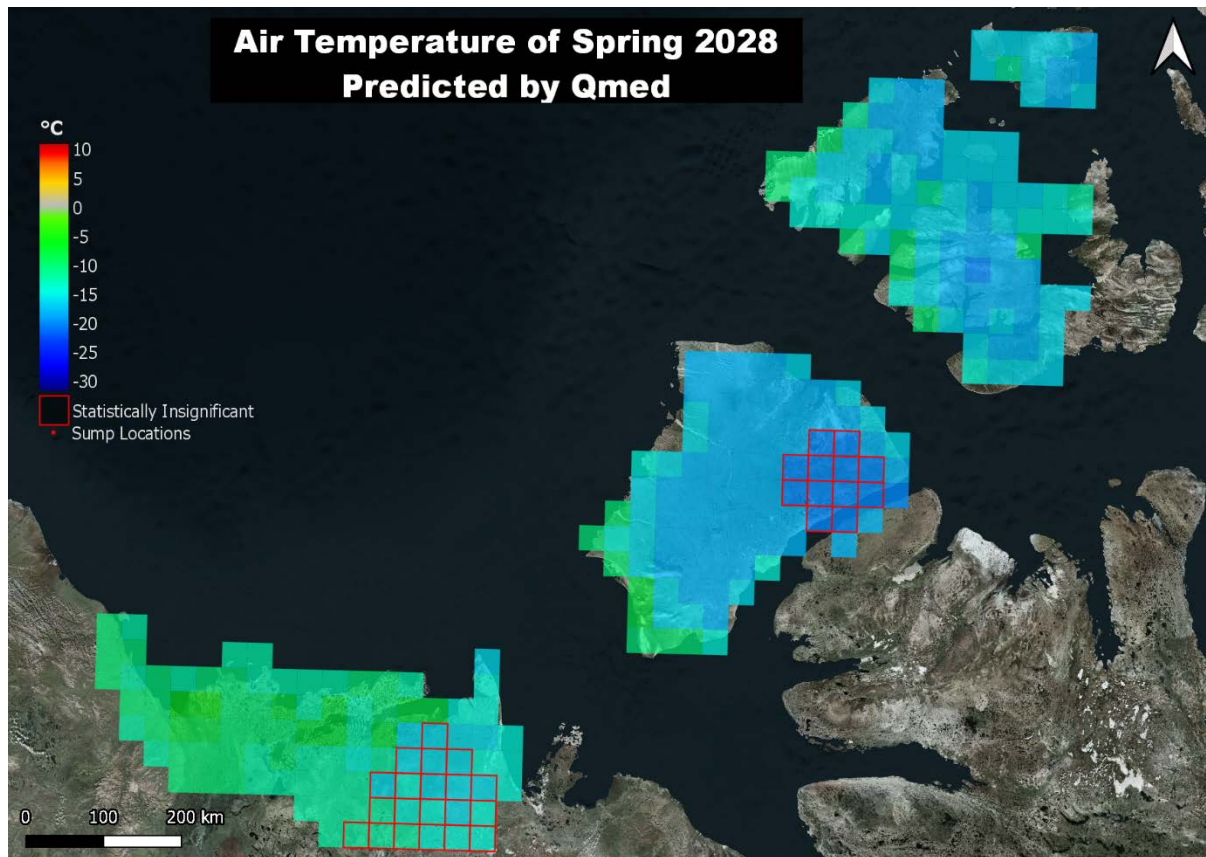 Air Temperature of Spring 2028
Predicted by Qmed
°C
10
5
0
-5
-10
-15
-20
-25
-30
Statistically Insignificant
Sump Locations
0 100 200 km